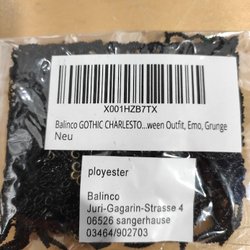 X001HZB7TX
Balinco GOTHIC CHARLESTO...ween Outfit, Emo, Grunge
Neu
ployester
Balinco
Juri-Gagarin-Strasse 4
06526 sangerhause
03464/902703